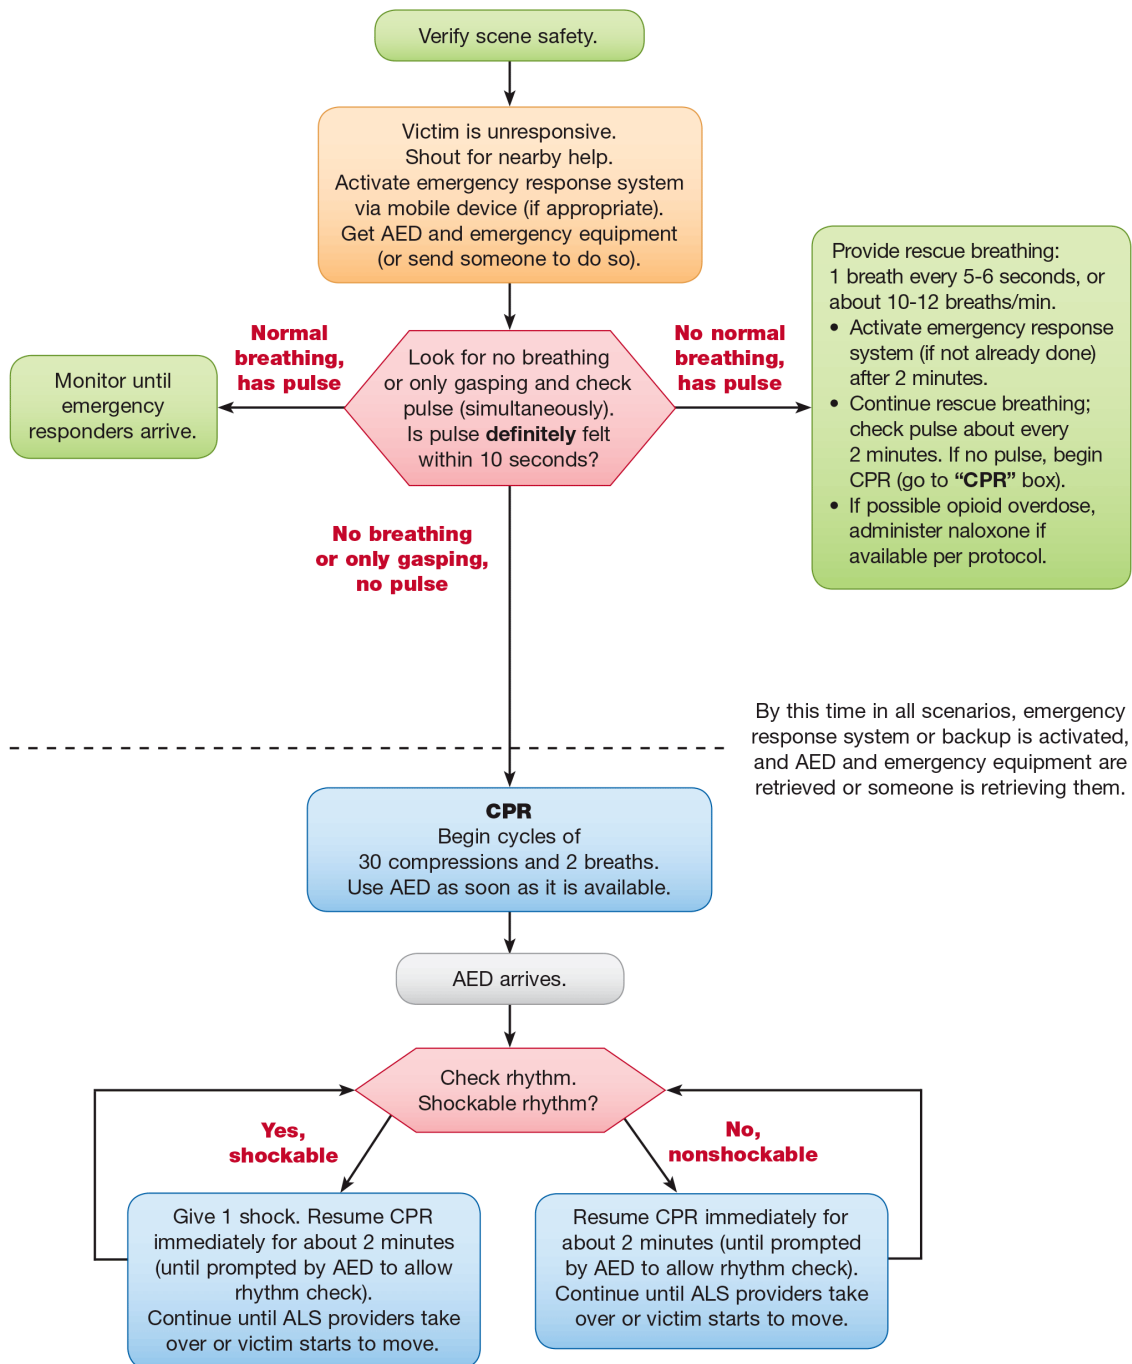 Verify scene safety.
Victim is unresponsive.
Shout for nearby help.
Activate emergency response system
via mobile device (if appropriate).
Get AED and emergency equipment
(or send someone to do so).
Normal
breathing,
has pulse
Monitor until
emergency
responders arrive.
Look for no breathing
or only gasping and check
pulse (simultaneously).
Is pulse definitely felt
within 10 seconds?
No normal
breathing,
has pulse
Provide rescue breathing:
1 breath every 5-6 seconds, or
about 10-12 breaths/min.
• Activate emergency response
system (if not already done)
after 2 minutes.
• Continue rescue breathing;
check pulse about every
2 minutes. If no pulse, begin
CPR (go to “CPR” box).
• If possible opioid overdose,
administer naloxone if
available per protocol.
No breathing
or only gasping,
no pulse
By this time in all scenarios, emergency
response system or backup is activated,
and AED and emergency equipment are
retrieved or someone is retrieving them.
CPR
Begin cycles of
30 compressions and 2 breaths.
Use AED as soon as it is available.
AED arrives.
Check rhythm.
Shockable rhythm?
Yes,
shockable
No,
nonshockable
Give 1 shock. Resume CPR
immediately for about 2 minutes
(until prompted by AED to allow
rhythm check).
Continue until ALS providers take
over or victim starts to move.
Resume CPR immediately for
about 2 minutes (until prompted
by AED to allow rhythm check).
Continue until ALS providers take
over or victim starts to move.